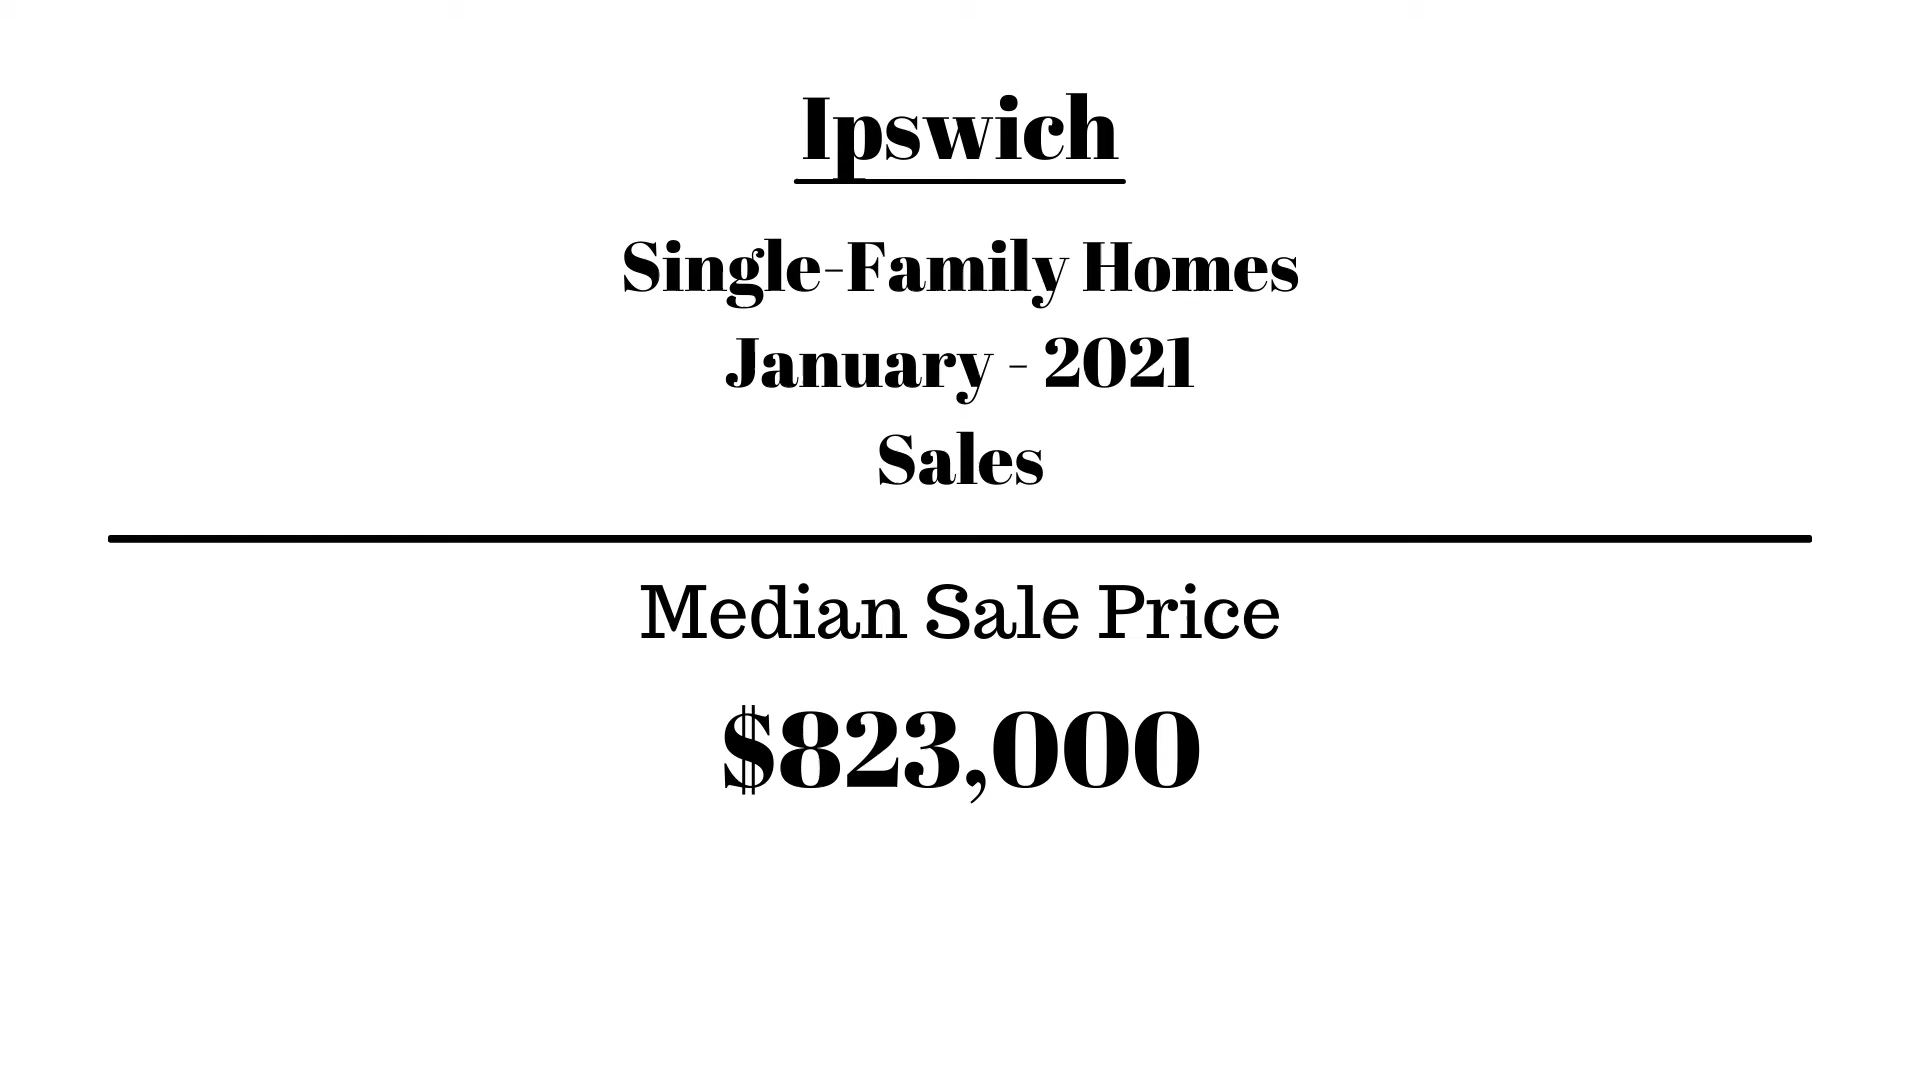 Ipswich
Single-Family Homes
January - 2021
Sales
Median Sale Price
$823,000